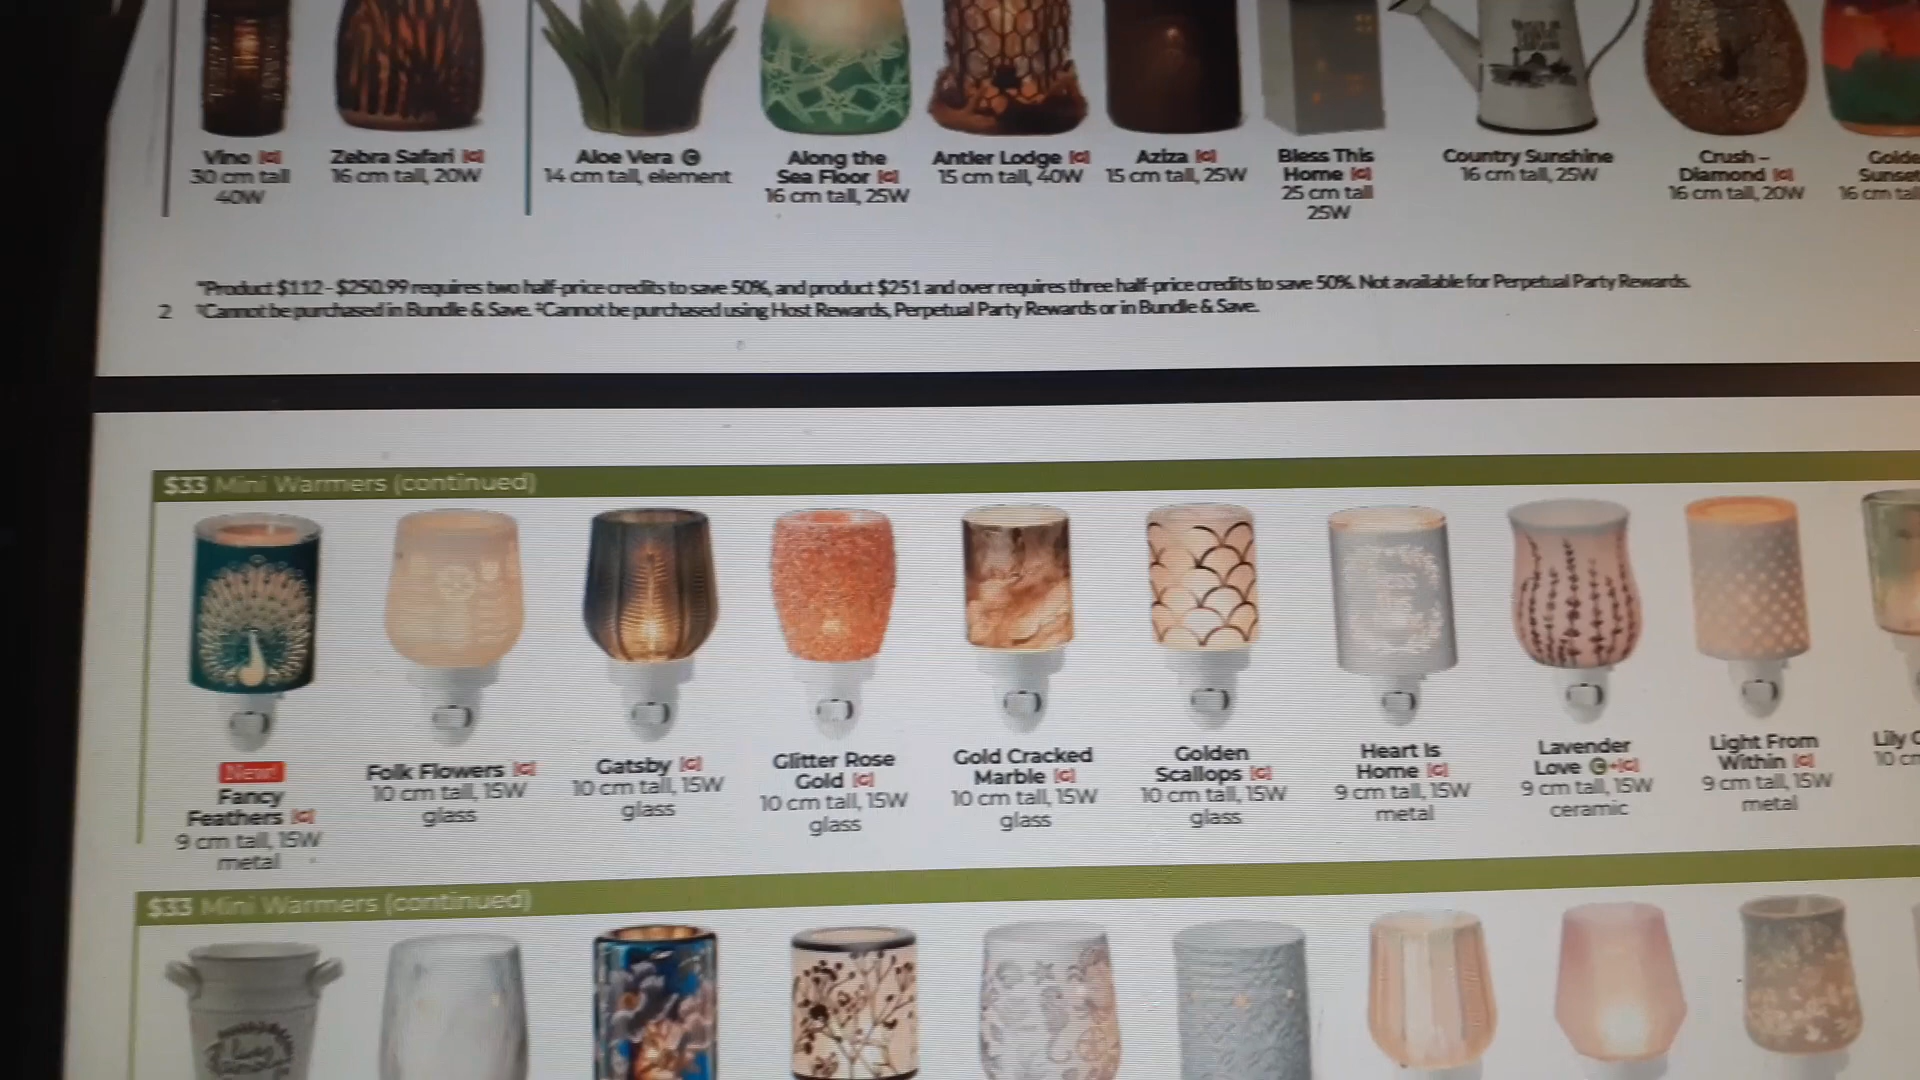 Vino
30 cm tall
40W
Zebra Safari
16 cm tall, 20W
Aloe Vera
14 cm tall, element
Along the
Sea Floor
16 cm tall, 25W
Antler Lodge
15 cm tall, 40W
Aziza
15 cm tall, 25W
Bless This
Home
25 cm tall
25W
Country Sunshine
16 cm tall, 25W
Crush –
Diamond
16 cm tall, 20W
Sunset
16 cm tall
*Product $112 - $250.99 requires two half-price credits to save 50%, and product $251 and over requires three half-price credits to save 50%. Not available for Perpetual Party Rewards.
2 ¹Cannot be purchased in Bundle & Save. ²Cannot be purchased using Host Rewards, Perpetual Party Rewards or in Bundle & Save.
$33 Mini Warmers (continued)
New!
Fancy
Feathers
9 cm tall, 15W
metal
Folk Flowers
10 cm tall, 15W
glass
Gatsby
10 cm tall, 15W
glass
Glitter Rose
Gold
10 cm tall, 15W
glass
Gold Cracked
Marble
10 cm tall, 15W
glass
Golden
Scallops
10 cm tall, 15W
glass
Heart Is
Home
9 cm tall, 15W
metal
Lavender
Love
9 cm tall, 15W
ceramic
Light From
Within
9 cm tall, 15W
metal
Lily
10
$33 Mini Warmers (continued)